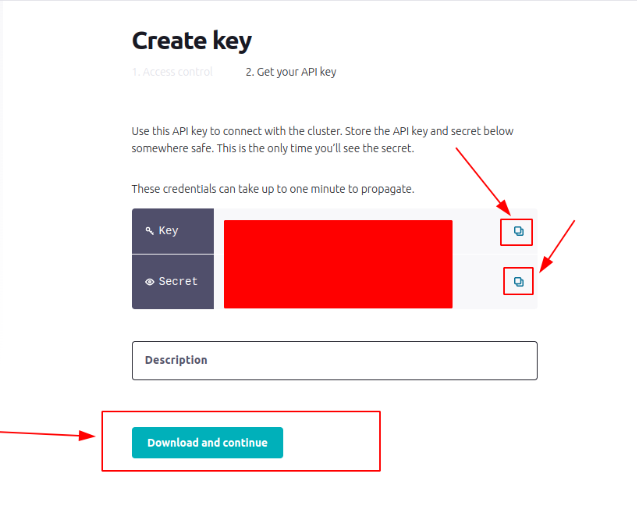 Create key
1. Access control 2. Get your API key
Use this API key to connect with the cluster. Store the API key and secret below
somewhere safe. This is the only time you'll see the secret.
These credentials can take up to one minute to propagate.
Key
Secret
Description
Download and continue